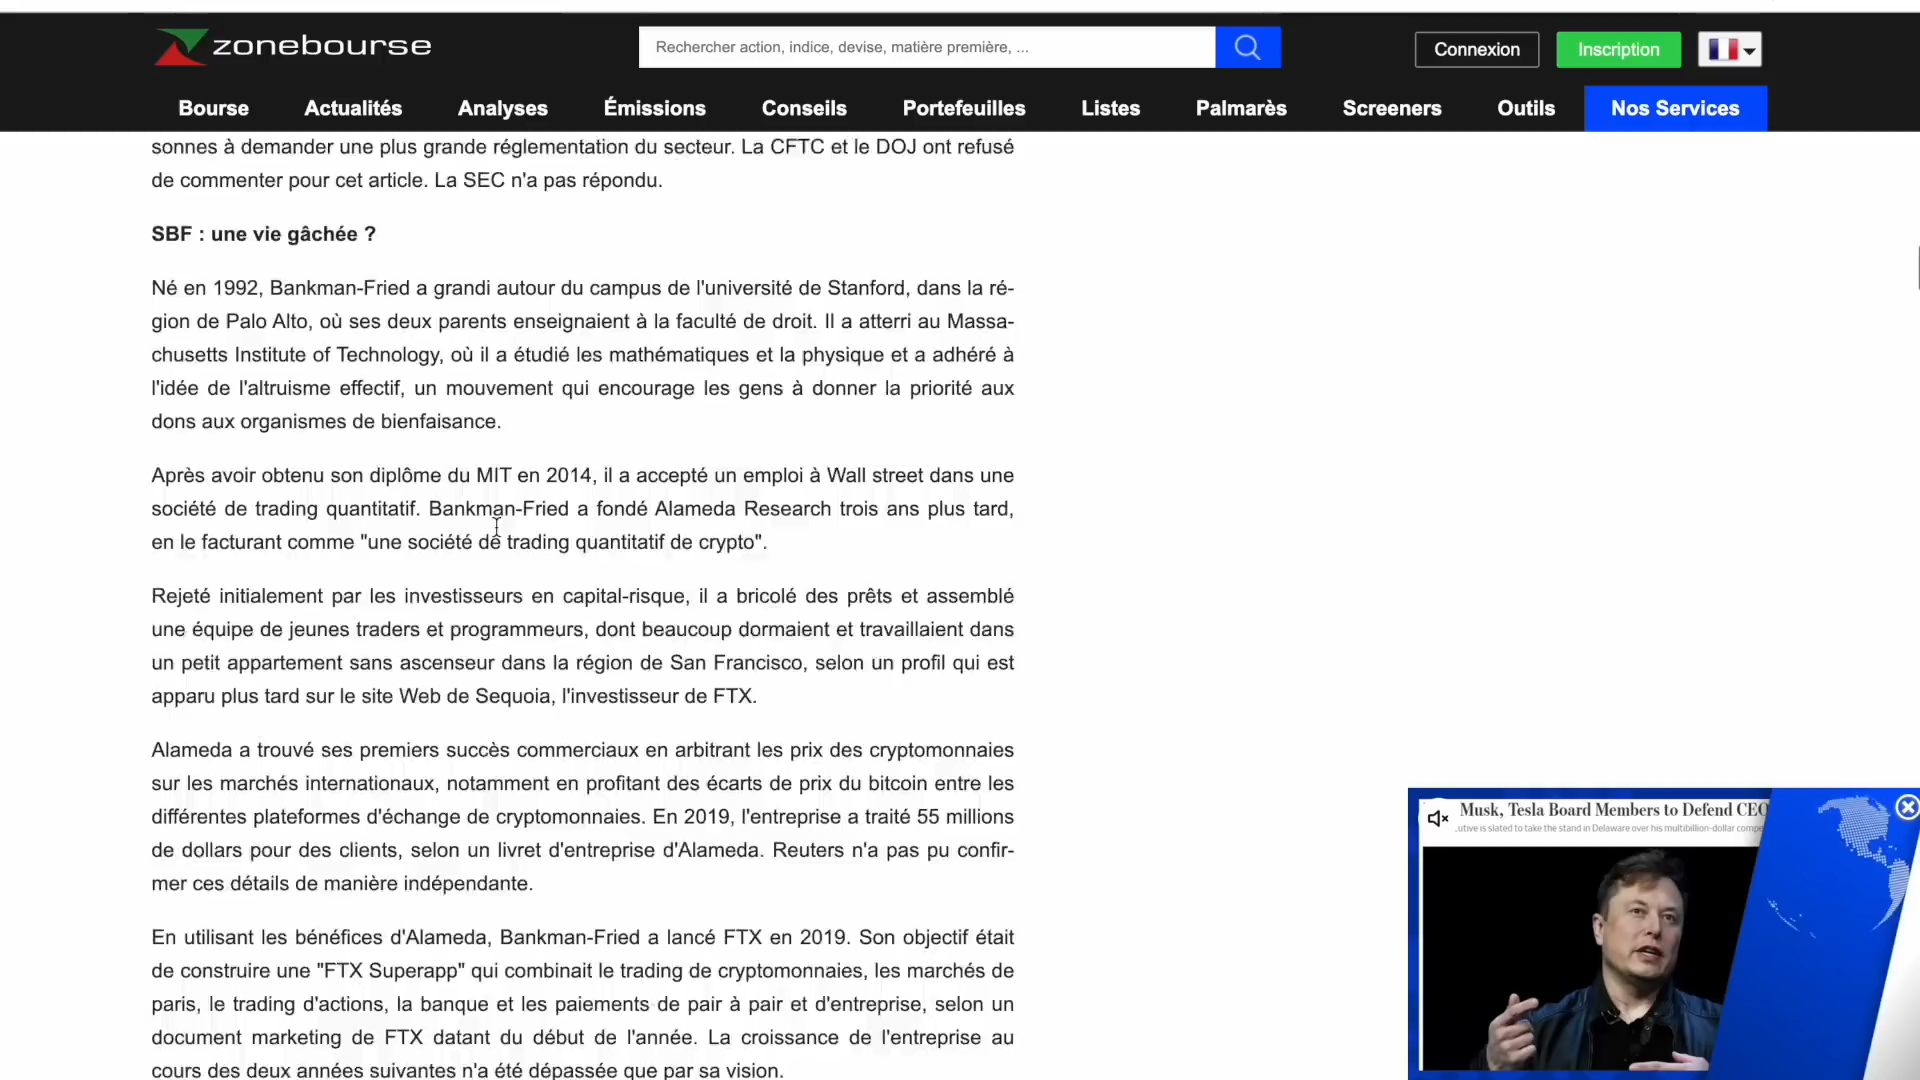 zonebourse
Rechercher action, indice, devise, matière première, ...
Connexion
Inscription
Bourse Actualités Analyses Émissions Conseils Portefeuilles Listes Palmarès Screeners Outils Nos Services
sonnes à demander une plus grande réglementation du secteur. La CFTC et le DOJ ont refusé
de commenter pour cet article. La SEC n'a pas répondu.
SBF : une vie gâchée ?
Né en 1992, Bankman-Fried a grandi autour du campus de l'université de Stanford, dans la ré-
gion de Palo Alto, où ses deux parents enseignaient à la faculté de droit. Il a atterri au Massa-
chusetts Institute of Technology, où il a étudié les mathématiques et la physique et a adhéré à
l'idée de l'altruisme effectif, un mouvement qui encourage les gens à donner la priorité aux
dons aux organismes de bienfaisance.
Après avoir obtenu son diplôme du MIT en 2014, il a accepté un emploi à Wall street dans une
société de trading quantitatif. Bankman-Fried a fondé Alameda Research trois ans plus tard,
en le facturant comme "une société de trading quantitatif de crypto".
Rejeté initialement par les investisseurs en capital-risque, il a bricolé des prêts et assemblé
une équipe de jeunes traders et programmeurs, dont beaucoup dormaient et travaillaient dans
un petit appartement sans ascenseur dans la région de San Francisco, selon un profil qui est
apparu plus tard sur le site Web de Sequoia, l'investisseur de FTX.
Alameda a trouvé ses premiers succès commerciaux en arbitrant les prix des cryptomonnaies
sur les marchés internationaux, notamment en profitant des écarts de prix du bitcoin entre les
différentes plateformes d'échange de cryptomonnaies. En 2019, l'entreprise a traité 55 millions
de dollars pour des clients, selon un livret d'entreprise d'Alameda. Reuters n'a pas pu confir-
mer ces détails de manière indépendante.
En utilisant les bénéfices d'Alameda, Bankman-Fried a lancé FTX en 2019. Son objectif était
de construire une "FTX Superapp" qui combinait le trading de cryptomonnaies, les marchés de
paris, le trading d'actions, la banque et les paiements de pair à pair et d'entreprise, selon un
document marketing de FTX datant du début de l'année. La croissance de l'entreprise au
cours des deux années suivantes n'a été dépassée que par sa vision.
Musk, Tesla Board Members to Defend CEO
utive is slated to take the stand in Delaware over his multibillion-dollar compe